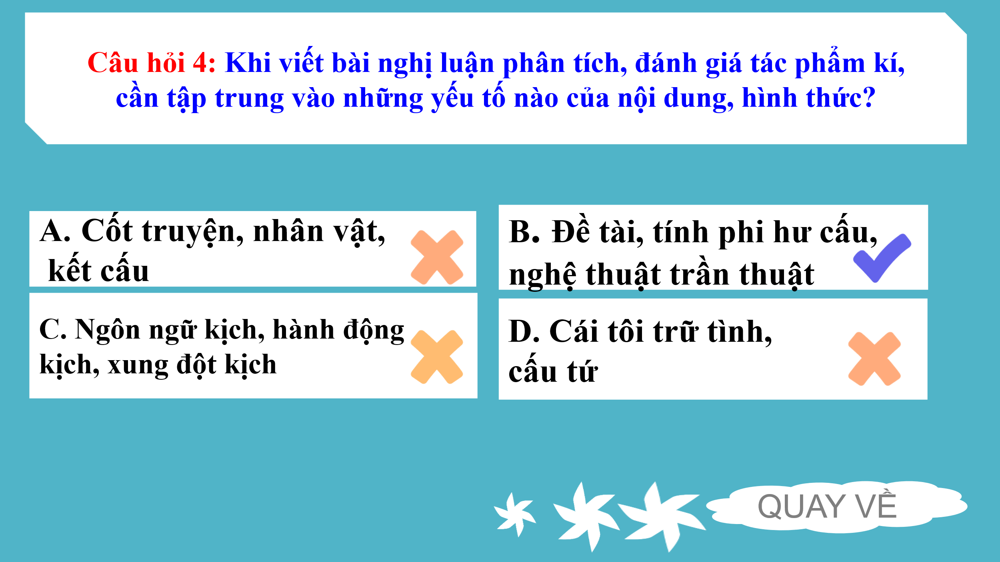 Câu hỏi 4: Khi viết bài nghị luận phân tích, đánh giá tác phẩm kí,
cần tập trung vào những yếu tố nào của nội dung, hình thức?
A. Cốt truyện, nhân vật,
kết cấu
B. Đề tài, tính phi hư cấu,
nghệ thuật trần thuật
C. Ngôn ngữ kịch, hành động
kịch, xung đột kịch
D. Cái tôi trữ tình,
cấu tứ
QUAY VỀ